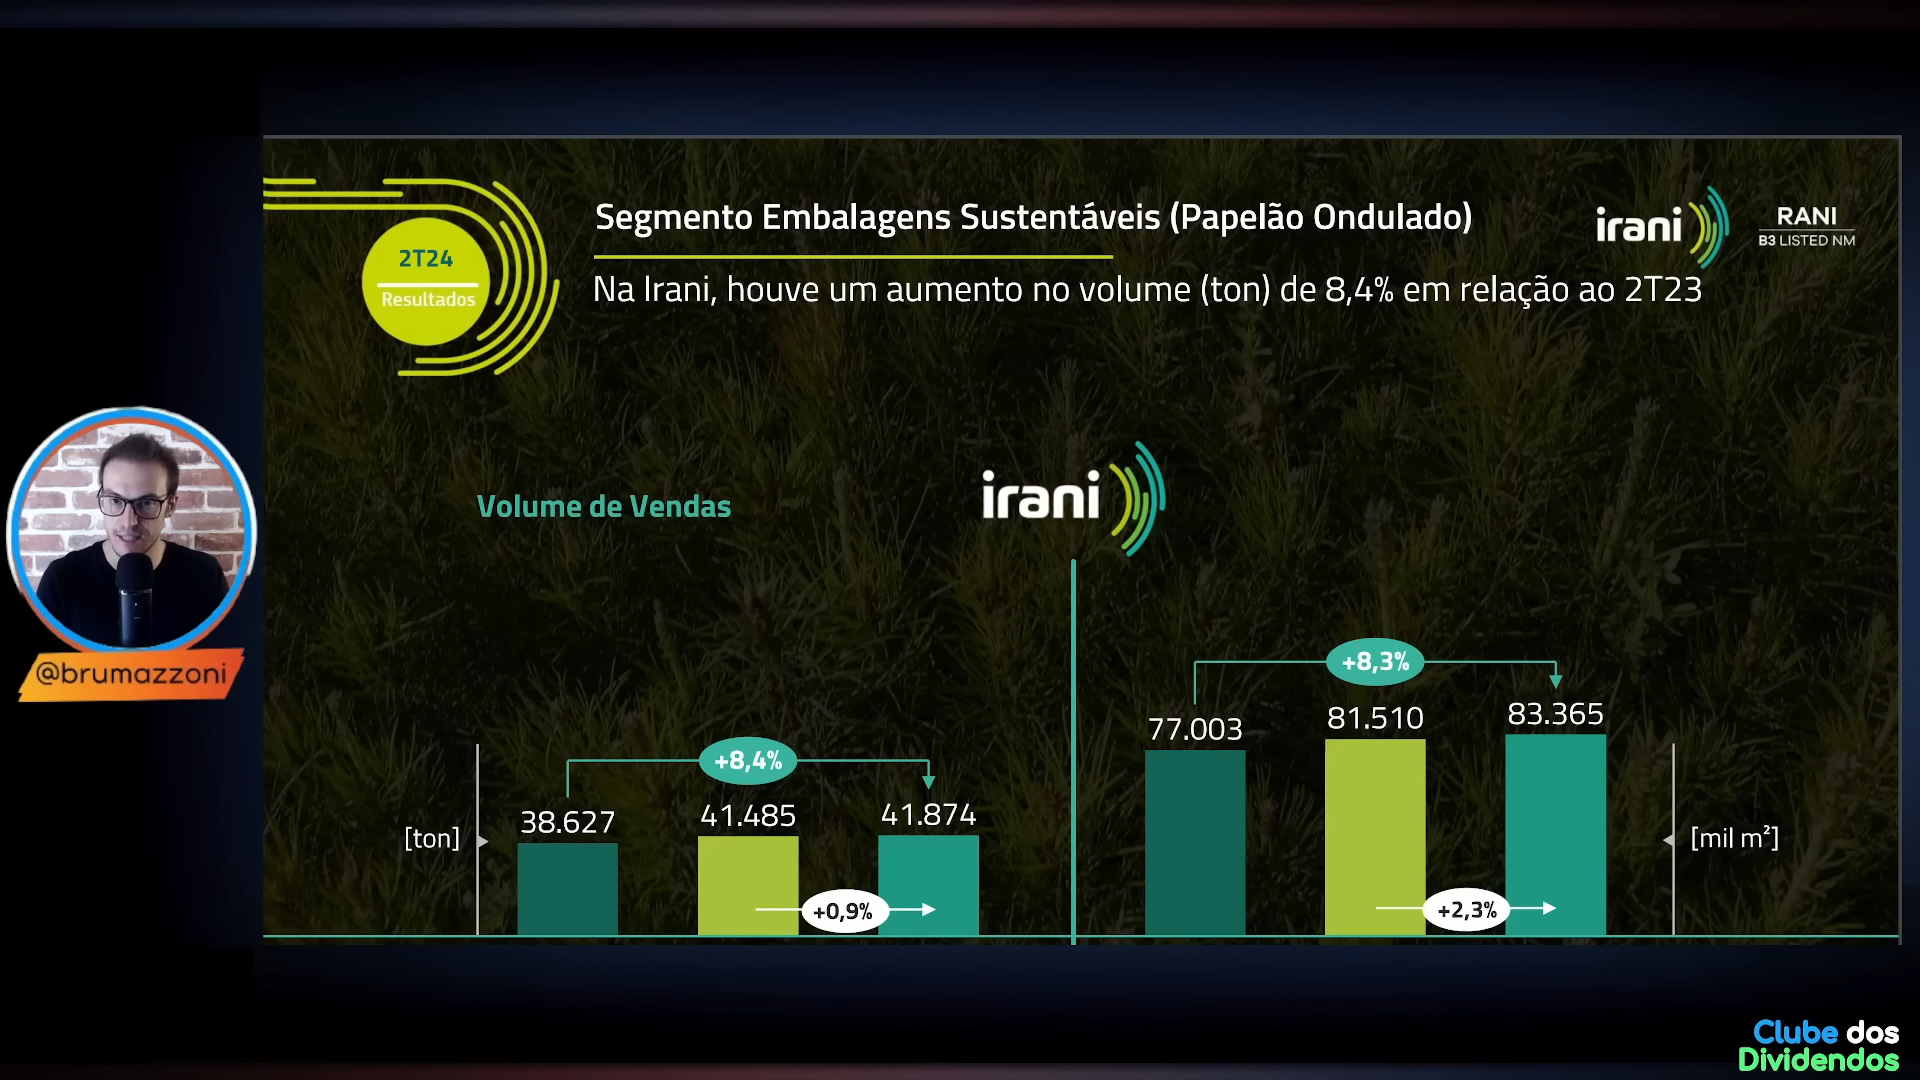 2T24
Resultados
Segmento Embalagens Sustentáveis (Papelão Ondulado)
Na Irani, houve um aumento no volume (ton) de 8,4% em relação ao 2T23
irani
RANI
B3 LISTED NM
Volume de Vendas
irani
@brumazzoni
+8,4%
38.627
41.485
41.874
[ton]
+0,9%
+8,3%
77.003
81.510
83.365
[mil m²]
+2,3%
Clube dos
Dividendos